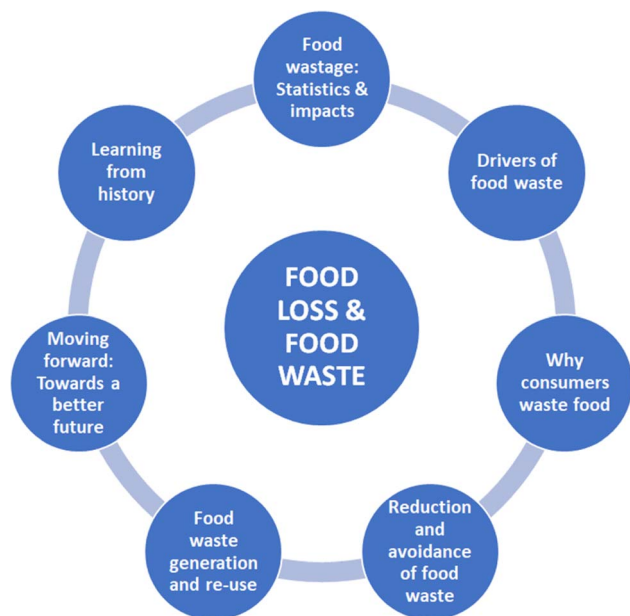 FOOD
LOSS &
FOOD
WASTE
Food
wastage:
Statistics &
impacts
Drivers of
food waste
Why
consumers
waste food
Reduction
and
avoidance
of food
waste
Food
waste
generation
and re-use
Moving
forward:
Towards a
better
future
Learning
from
history